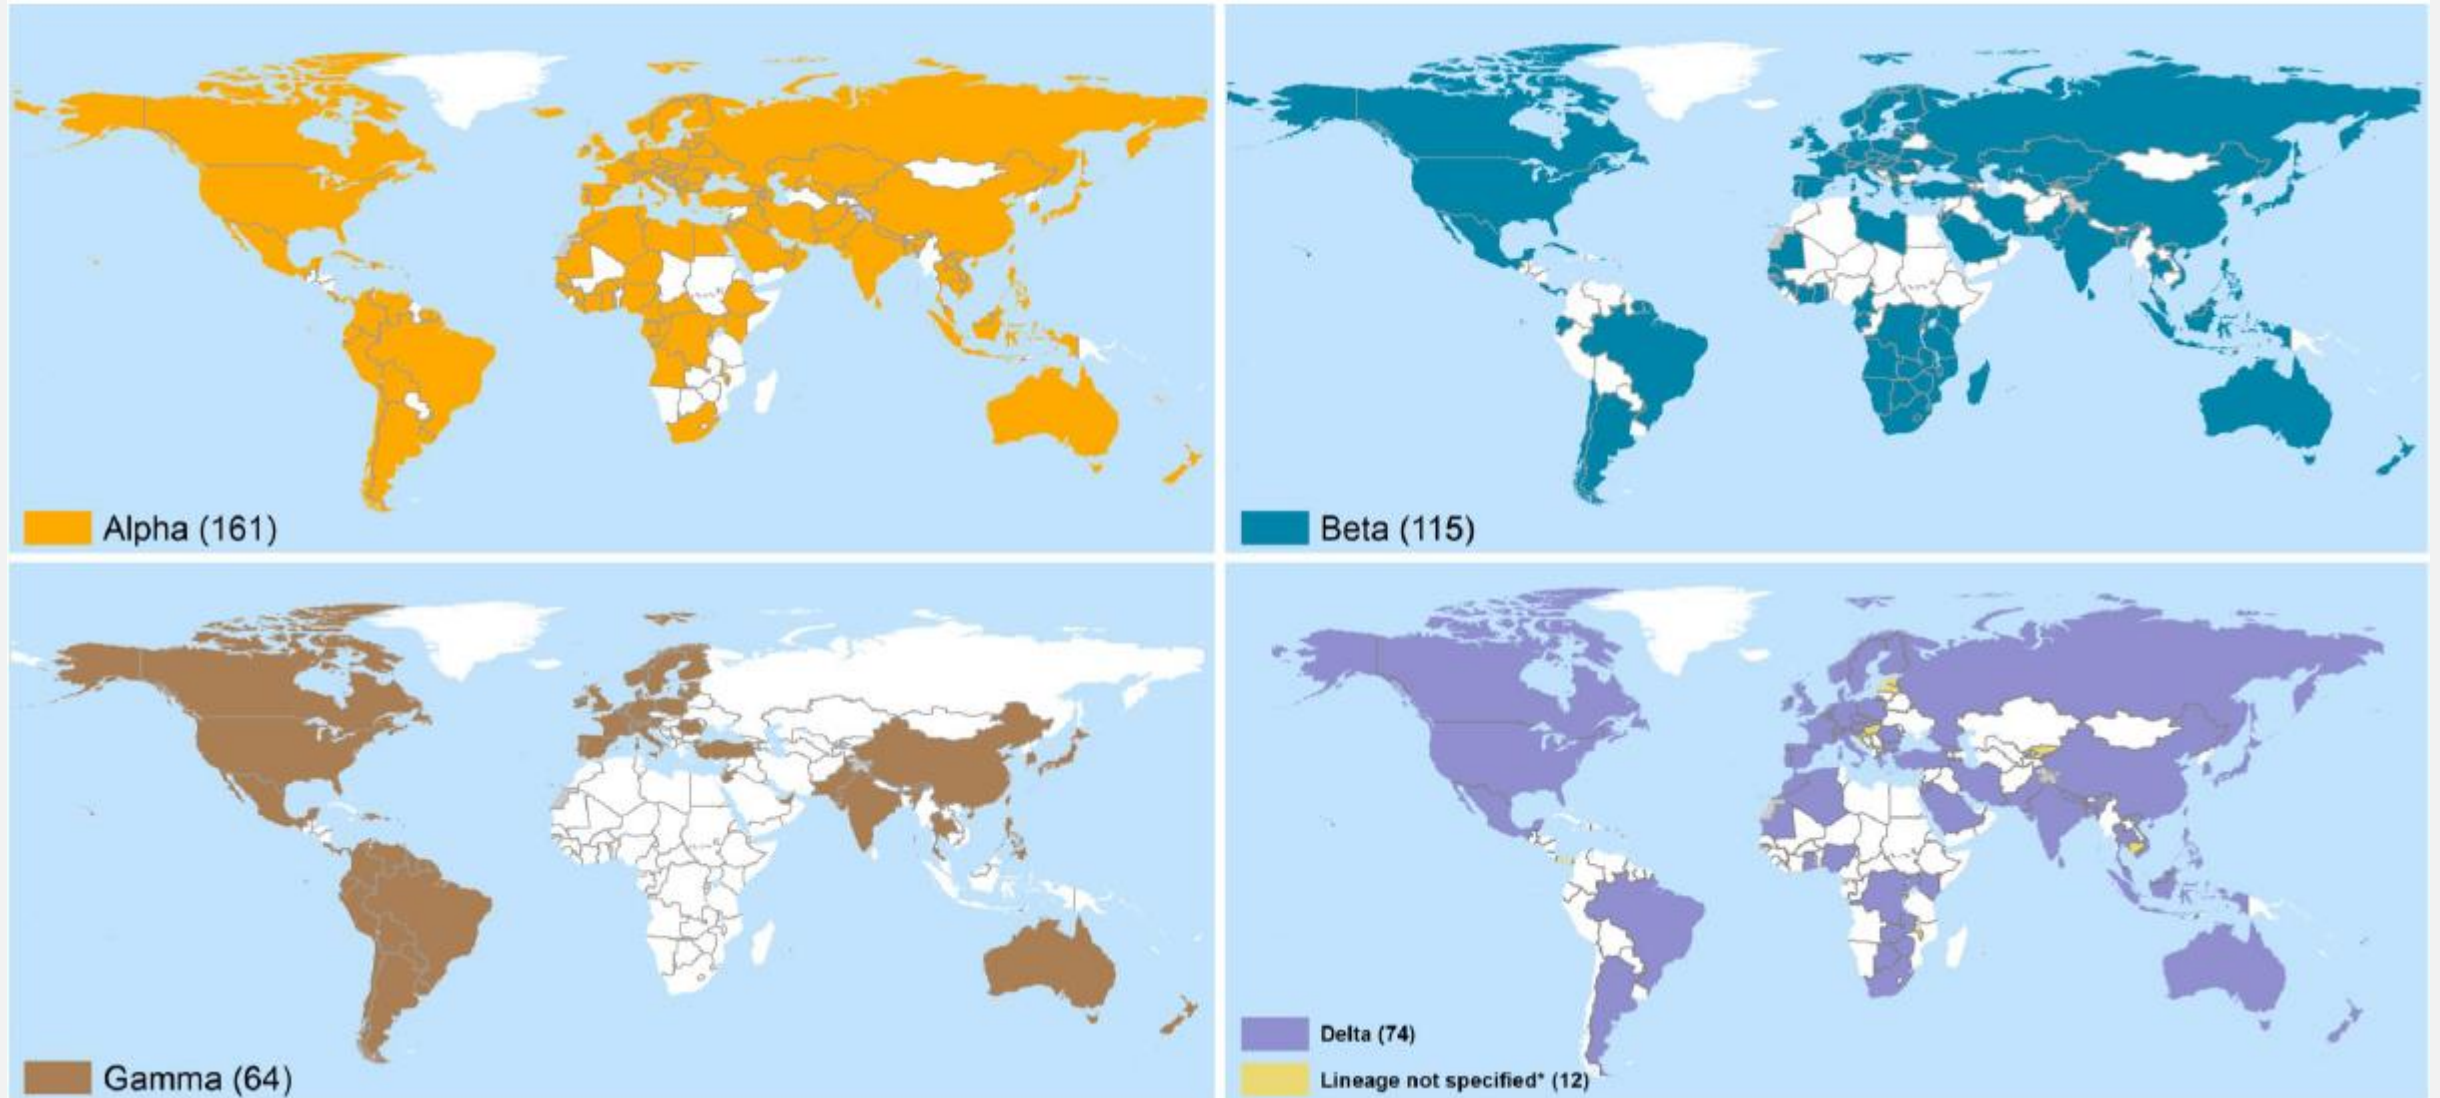 Alpha (161)
Beta (115)
Gamma (64)
Delta (74)
Lineage not specified* (12)